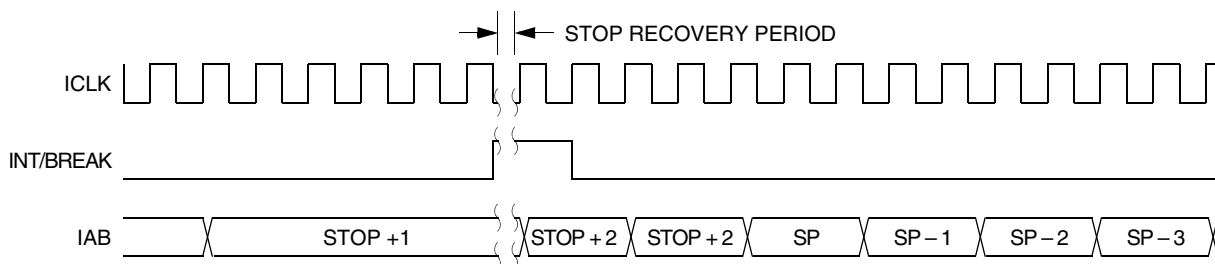 STOP RECOVERY PERIOD
ICLK
INT/BREAK
IAB STOP +1 STOP + 2 STOP + 2 SP SP – 1 SP – 2 SP – 3